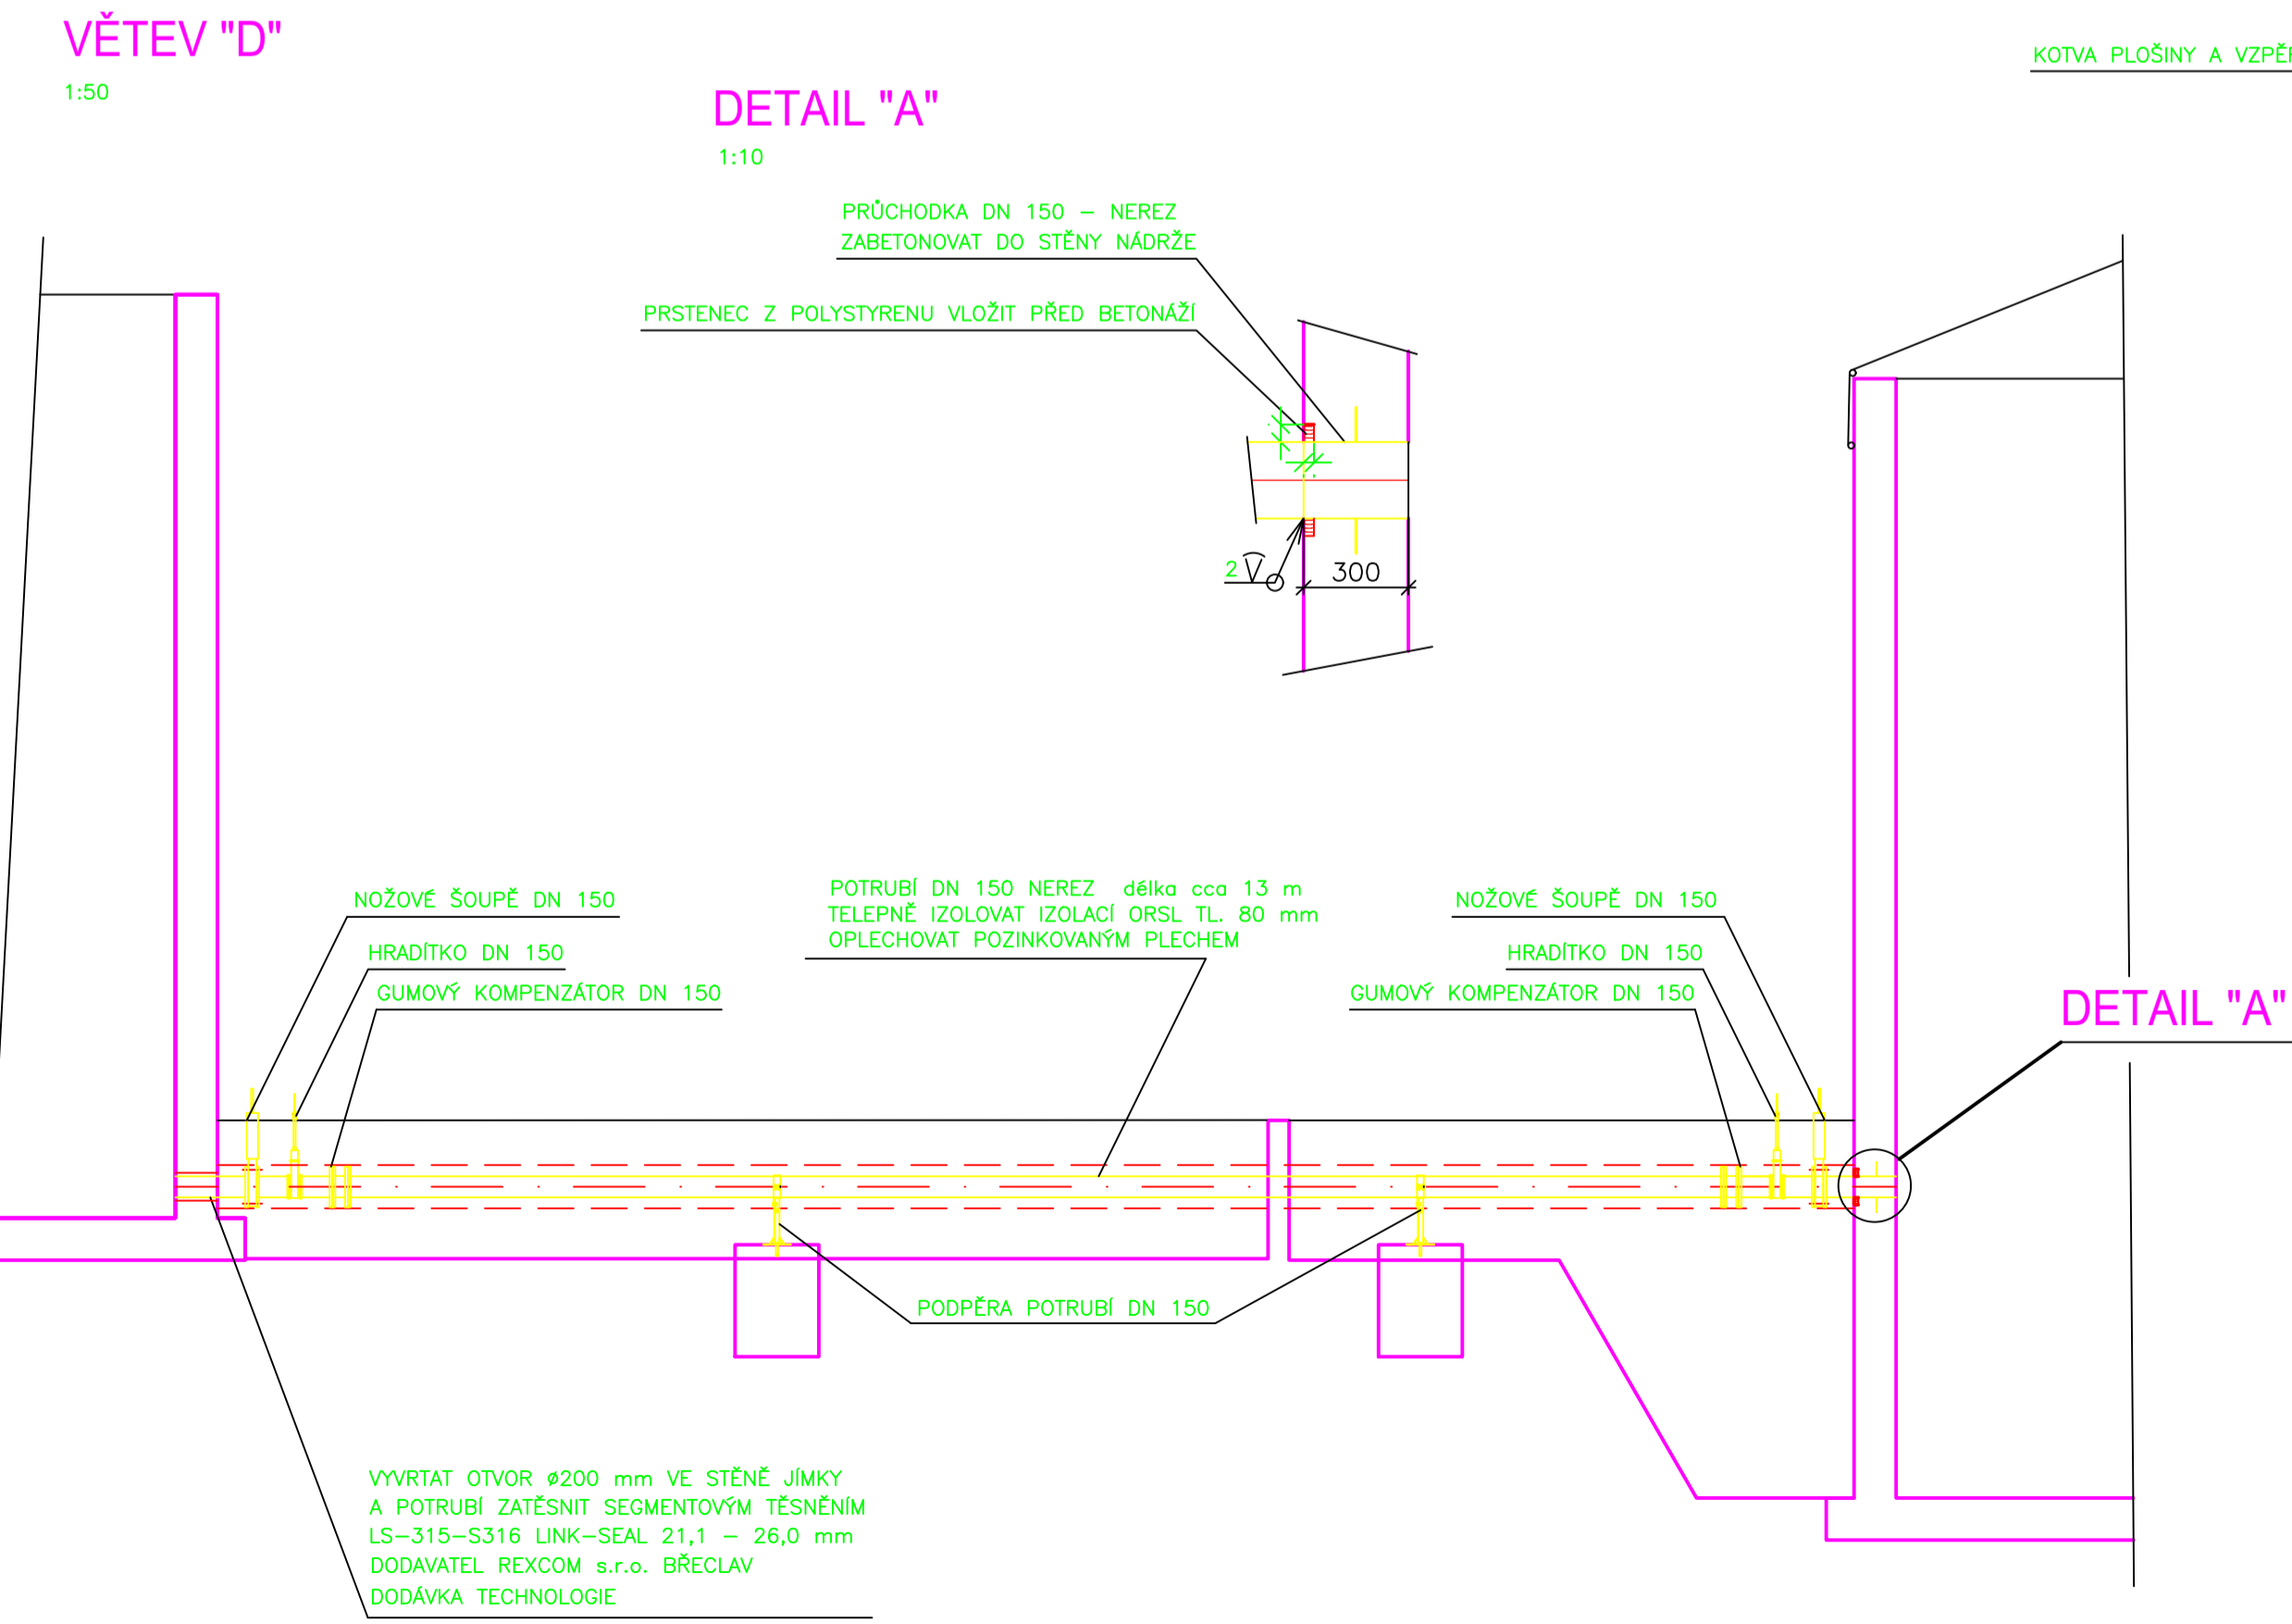 VĚTEV "D"
1:50
DETAIL "A"
1:10
KOTVA PLOŠINY A
PRŮCHODKA DN 150 – NEREZ
ZABETONOVAT DO STĚNY NÁDRŽE
PRSTENEC Z POLYSTYRENU VLOŽIT PŘED BETONÁŽÍ
2
300
NOŽOVÉ ŠOUPĚ DN 150
HRADÍTKO DN 150
GUMOVÝ KOMPENZÁTOR DN 150
POTRUBÍ DN 150 NEREZ délka cca 13 m
TELEPNĚ IZOLOVAT IZOLACÍ ORSL TL. 80 mm
OPLECHOVAT POZINKOVANÝM PLECHEM
NOŽOVÉ ŠOUPĚ DN 150
HRADÍTKO DN 150
GUMOVÝ KOMPENZÁTOR DN 150
DETAIL "A"
PODPĚRA POTRUBÍ DN 150
VYVRTAT OTVOR ø200 mm VE STĚNĚ JÍMKY
A POTRUBÍ ZATĚSNIT SEGMENTOVÝM TĚSNĚNÍM
LS–315–S316 LINK–SEAL 21,1 – 26,0 mm
DODAVATEL REXCOM s.r.o. BŘECLAV
DODÁVKA TECHNOLOGIE